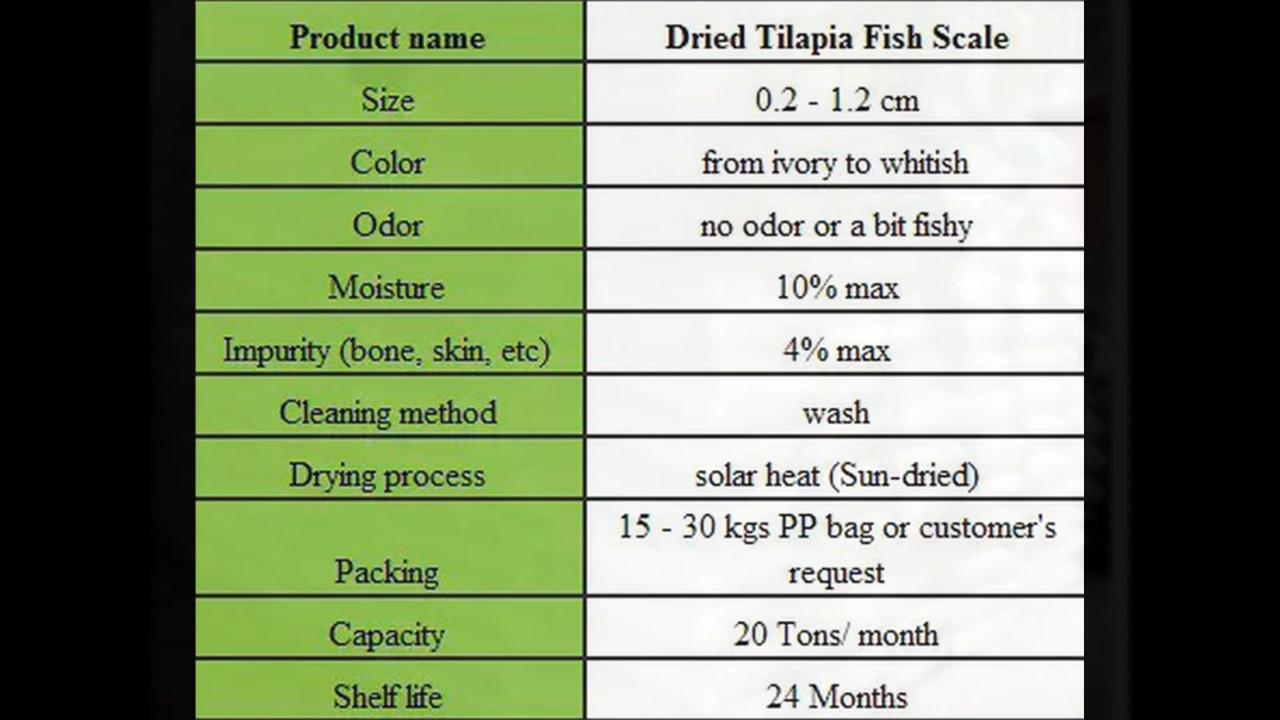 Product name Dried Tilapia Fish Scale
Size 0.2 - 1.2 cm
Color from ivory to whitish
Odor no odor or a bit fishy
Moisture 10% max
Impurity (bone, skin, etc) 4% max
Cleaning method wash
Drying process solar heat (Sun-dried)
Packing 15 - 30 kgs PP bag or customer's
request
Capacity 20 Tons/ month
Shelf life 24 Months